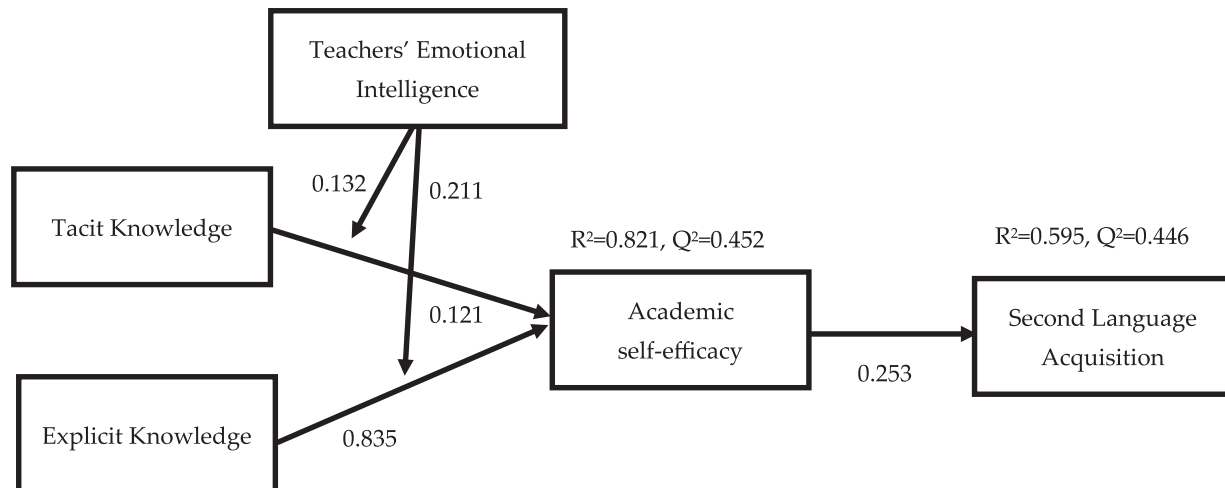 Teachers’ Emotional
Intelligence
0.132
0.211
Tacit Knowledge
R²=0.821, Q²=0.452
R²=0.595, Q²=0.446
0.121
Academic
self-efficacy
Second Language
Acquisition
0.253
Explicit Knowledge
0.835